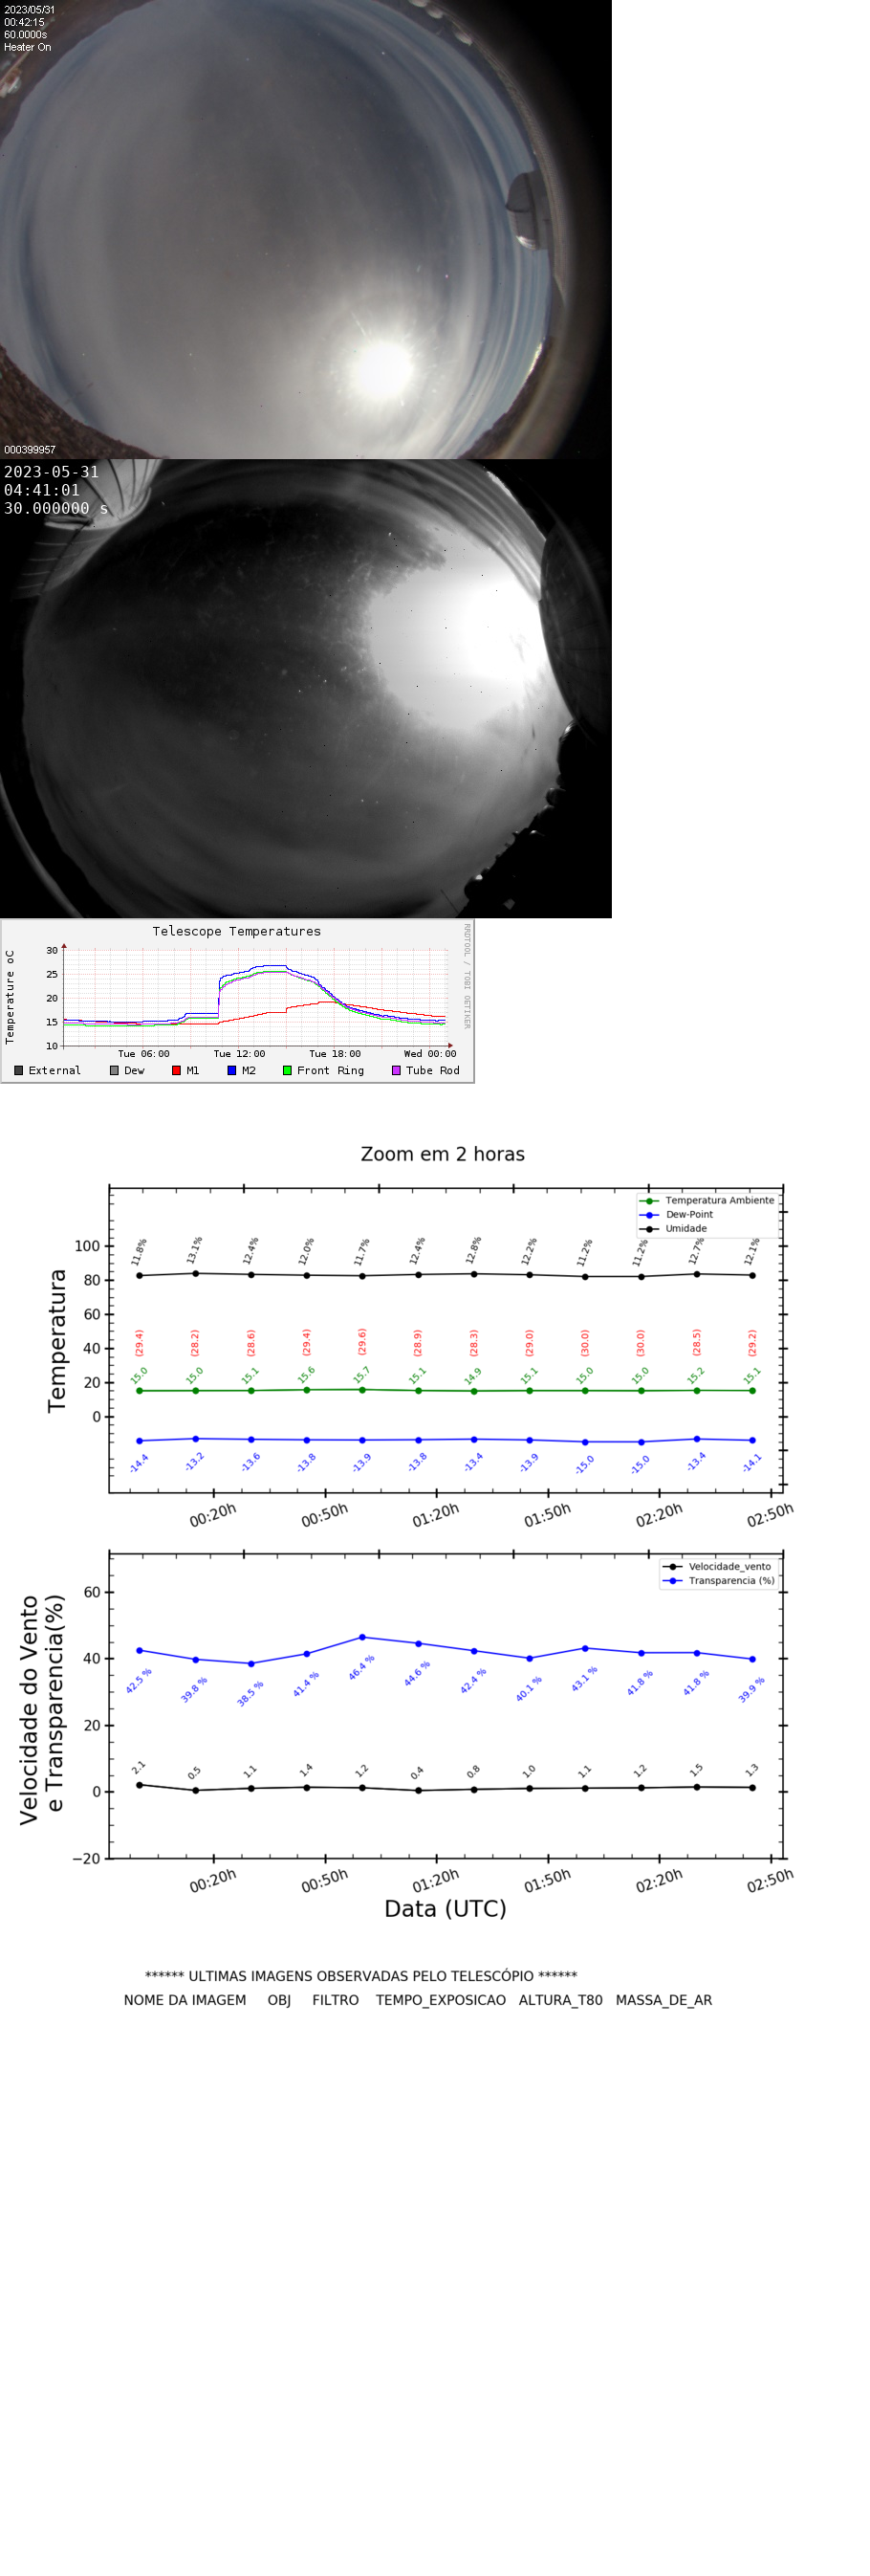 2023/05/31
00:42:15
60.0000s
Heater On
000399957
2023-05-31
04:41:01
30.000000 s
Telescope Temperatures
RRDTOOL / TOBI OETIKER
Temperature oC
30
25
20
15
10
Tue 06:00 Tue 12:00 Tue 18:00 Wed 00:00
External Dew M1 M2 Front Ring Tube Rod
Zoom em 2 horas
Temperatura Ambiente
Dew-Point
Umidade
Temperatura
100
80
60
40
20
0
11.8% 13.1% 12.4% 12.0% 11.7% 12.4% 12.8% 12.2% 11.2% 11.2% 12.7% 12.1%
(29.4) (28.2) (28.6) (29.4) (29.6) (28.9) (28.3) (29.0) (30.0) (30.0) (28.5) (29.2)
15.0 15.0 15.1 15.6 15.7 15.1 14.9 15.1 15.0 15.0 15.2 15.1
-14.4 -13.2 -13.6 -13.8 -13.9 -13.8 -13.4 -13.9 -15.0 -15.0 -13.4 -14.1
00:20h 00:50h 01:20h 01:50h 02:20h 02:50h
Velocidade_vento
Transparencia (%)
Velocidade do Vento
e Transparencia(%)
60
40
20
0
−20
42.5 % 39.8 % 38.5 % 41.4 % 46.4 % 44.6 % 42.4 % 40.1 % 43.1 % 41.8 % 41.8 % 39.9 %
2.1 0.5 1.1 1.4 1.2 0.4 0.8 1.0 1.1 1.2 1.5 1.3
00:20h 00:50h 01:20h 01:50h 02:20h 02:50h
Data (UTC)
****** ULTIMAS IMAGENS OBSERVADAS PELO TELESCÓPIO ******
NOME DA IMAGEM OBJ FILTRO TEMPO_EXPOSICAO ALTURA_T80 MASSA_DE_AR